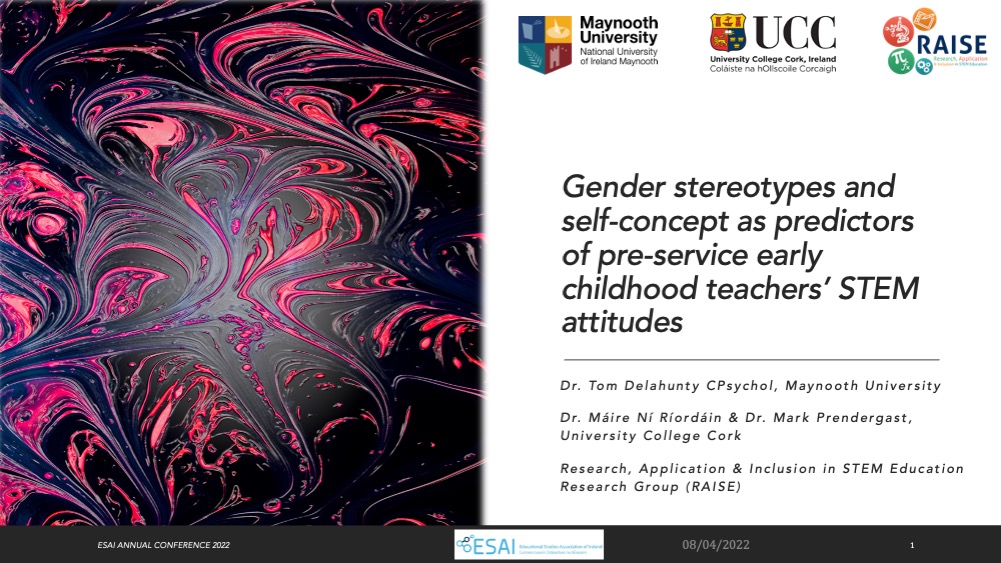 Maynooth
University
National University
of Ireland Maynooth
UCC
University College Cork, Ireland
Coláiste na hOllscoile Corcaigh
RAISE
Research, Application
& Inclusion in STEM Education
Gender stereotypes and
self-concept as predictors
of pre-service early
childhood teachers’ STEM
attitudes
Dr. Tom Delahunty CPsychol, Maynooth University
Dr. Máire Ní Ríordáin & Dr. Mark Prendergast,
University College Cork
Research, Application & Inclusion in STEM Education
Research Group (RAISE)
ESAI ANNUAL CONFERENCE 2022
ESAI
Educational Studies Association of Ireland
08/04/2022
1